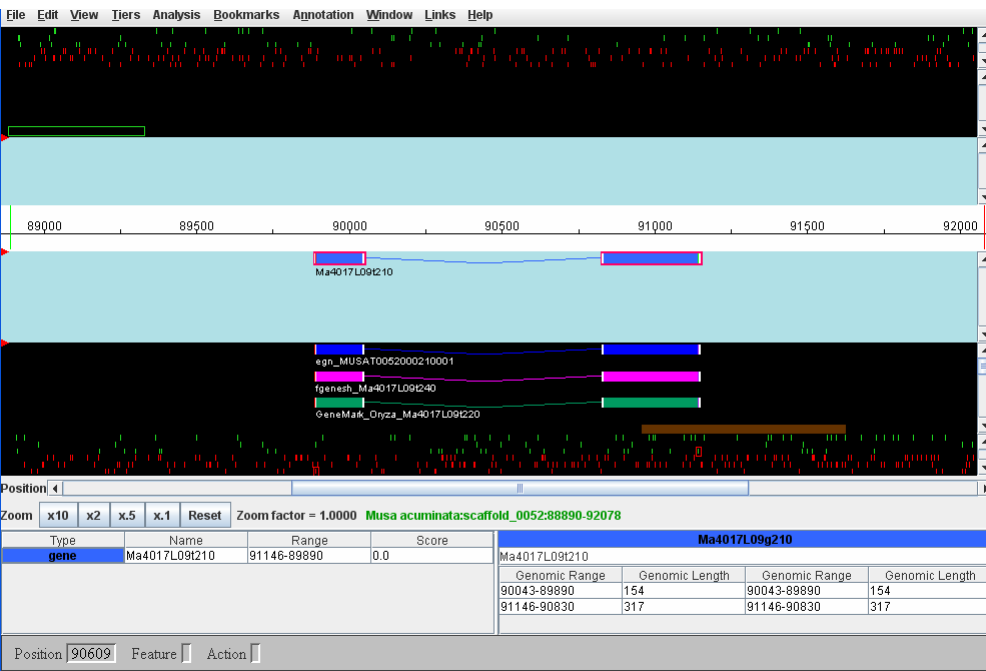 File Edit View Tiers Analysis Bookmarks Annotation Window Links Help
89000 89500 90000 90500 91000 91500 92000
Ma4017L09t210
egn_MUSAT0052000210001
fgenesh_Ma4017L09t240
GeneMark_Oryza_Ma4017L09t220
Position
Zoom x10 x2 x.5 x.1 Reset Zoom factor = 1.0000 Musa acuminata:scaffold_0052:88890-92078
Type Name Range Score
gene Ma4017L09t210 91146-89890 0.0
Ma4017L09g210
Ma4017L09t210
Genomic Range Genomic Length Genomic Range Genomic Length
90043-89890 154 90043-89890 154
91146-90830 317 91146-90830 317
Position 90609 Feature Action